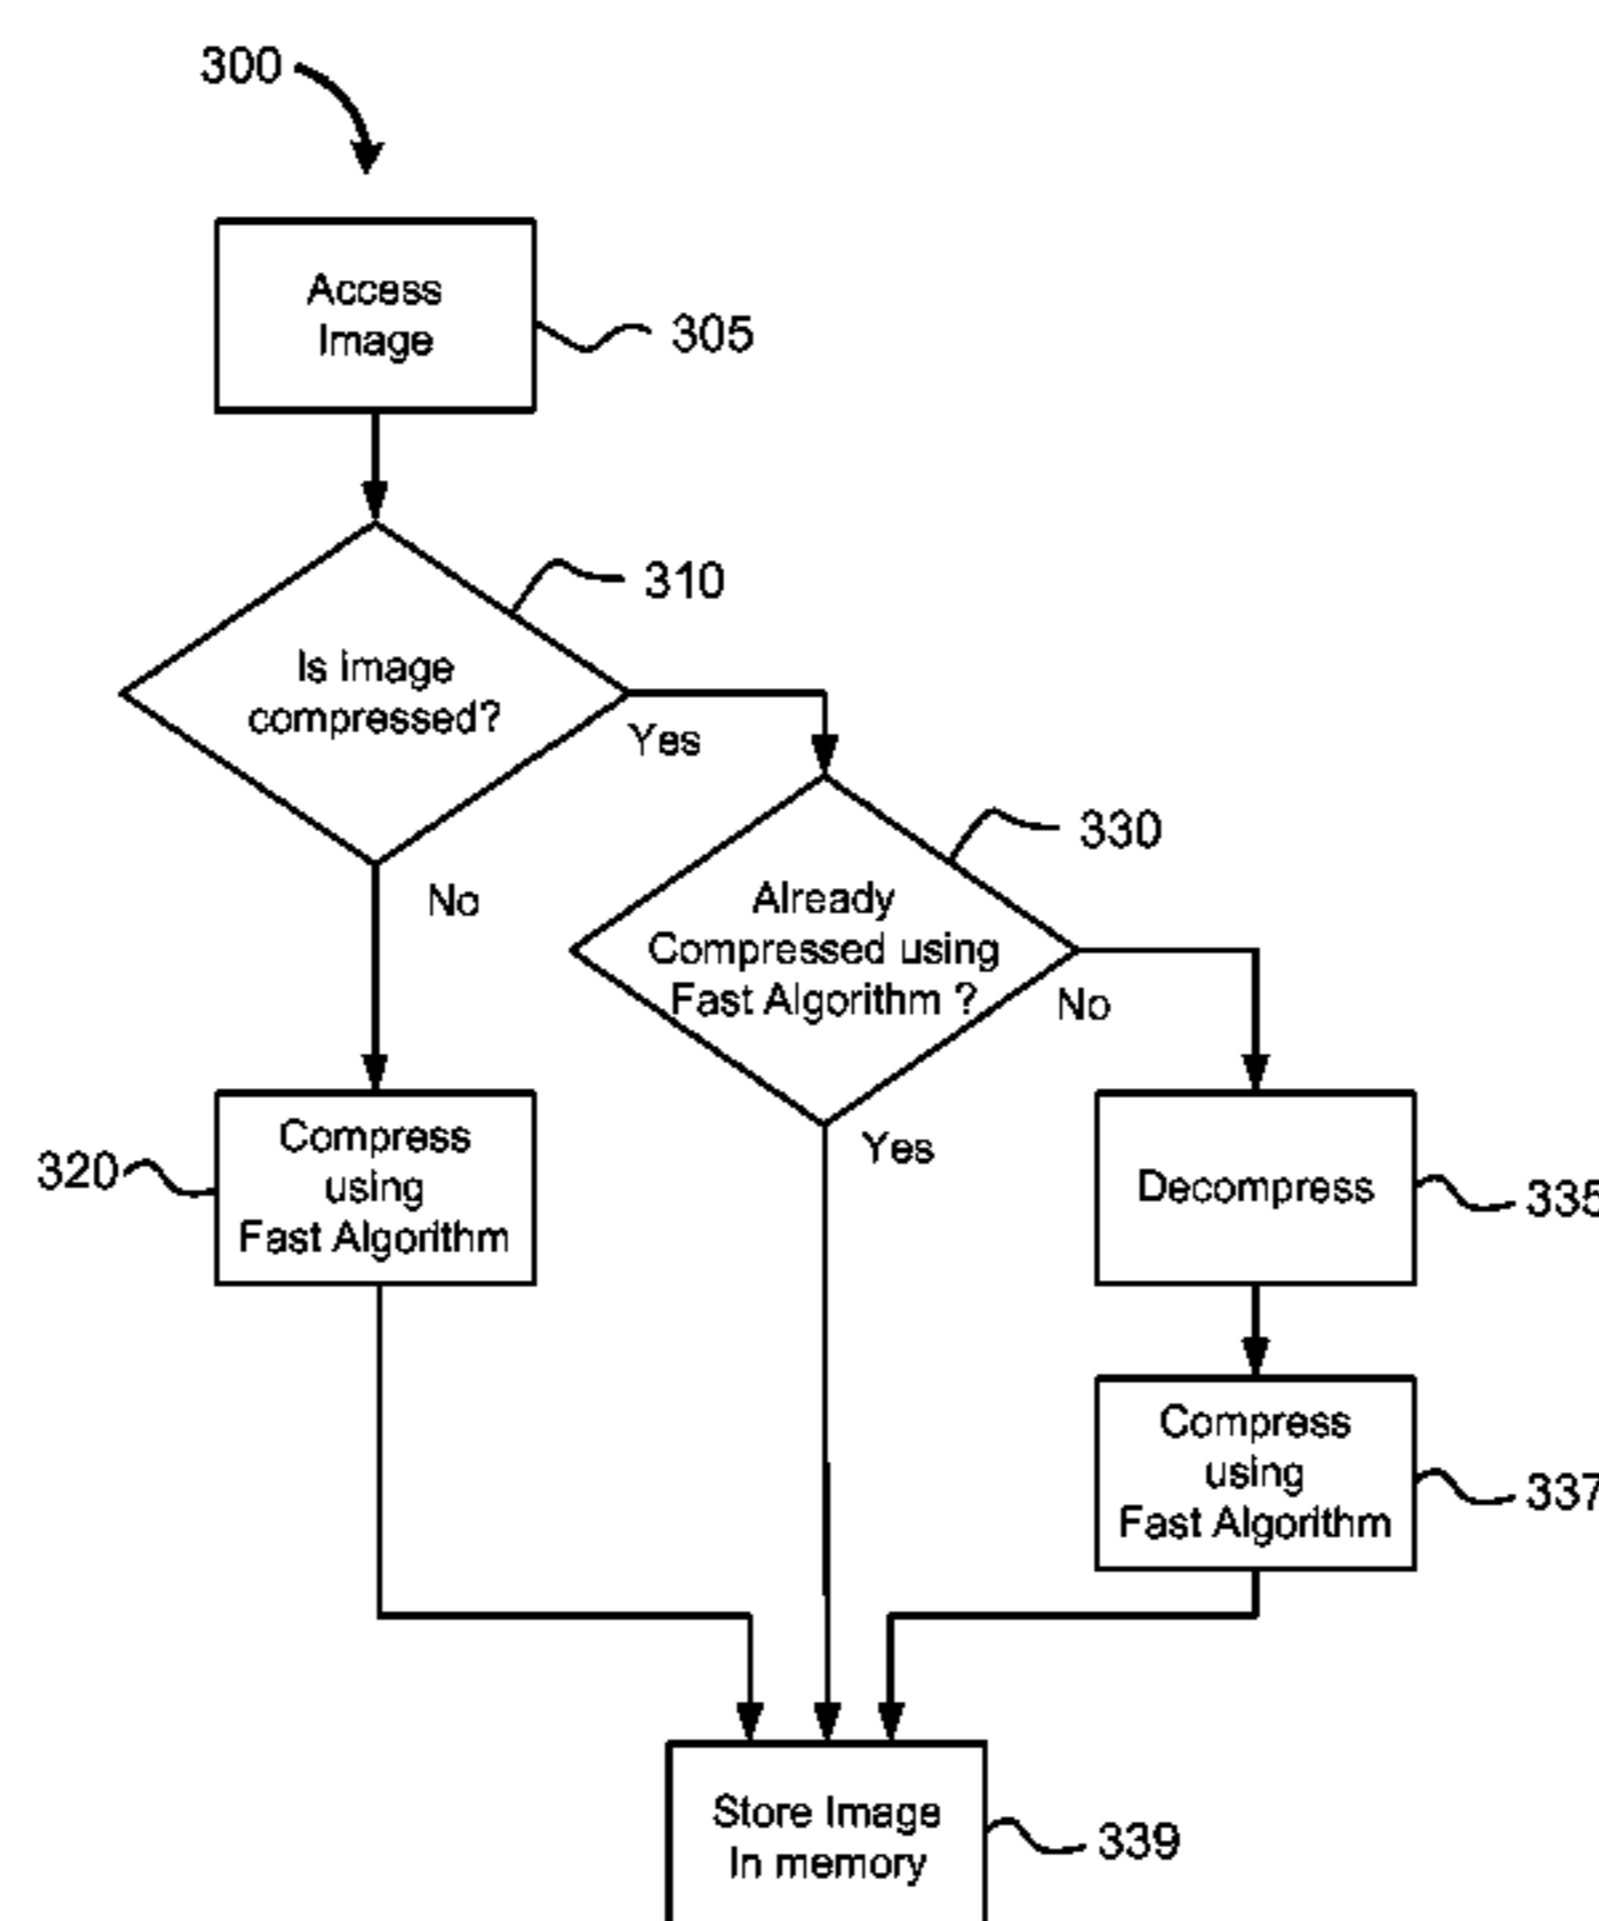 300
Access
Image
305
310
Is image
compressed?
Yes
No
330
Already
Compressed using
Fast Algorithm ?
No
Yes
320
Compress
using
Fast Algorithm
Decompress
335
Compress
using
Fast Algorithm
337
Store Image
In memory
339